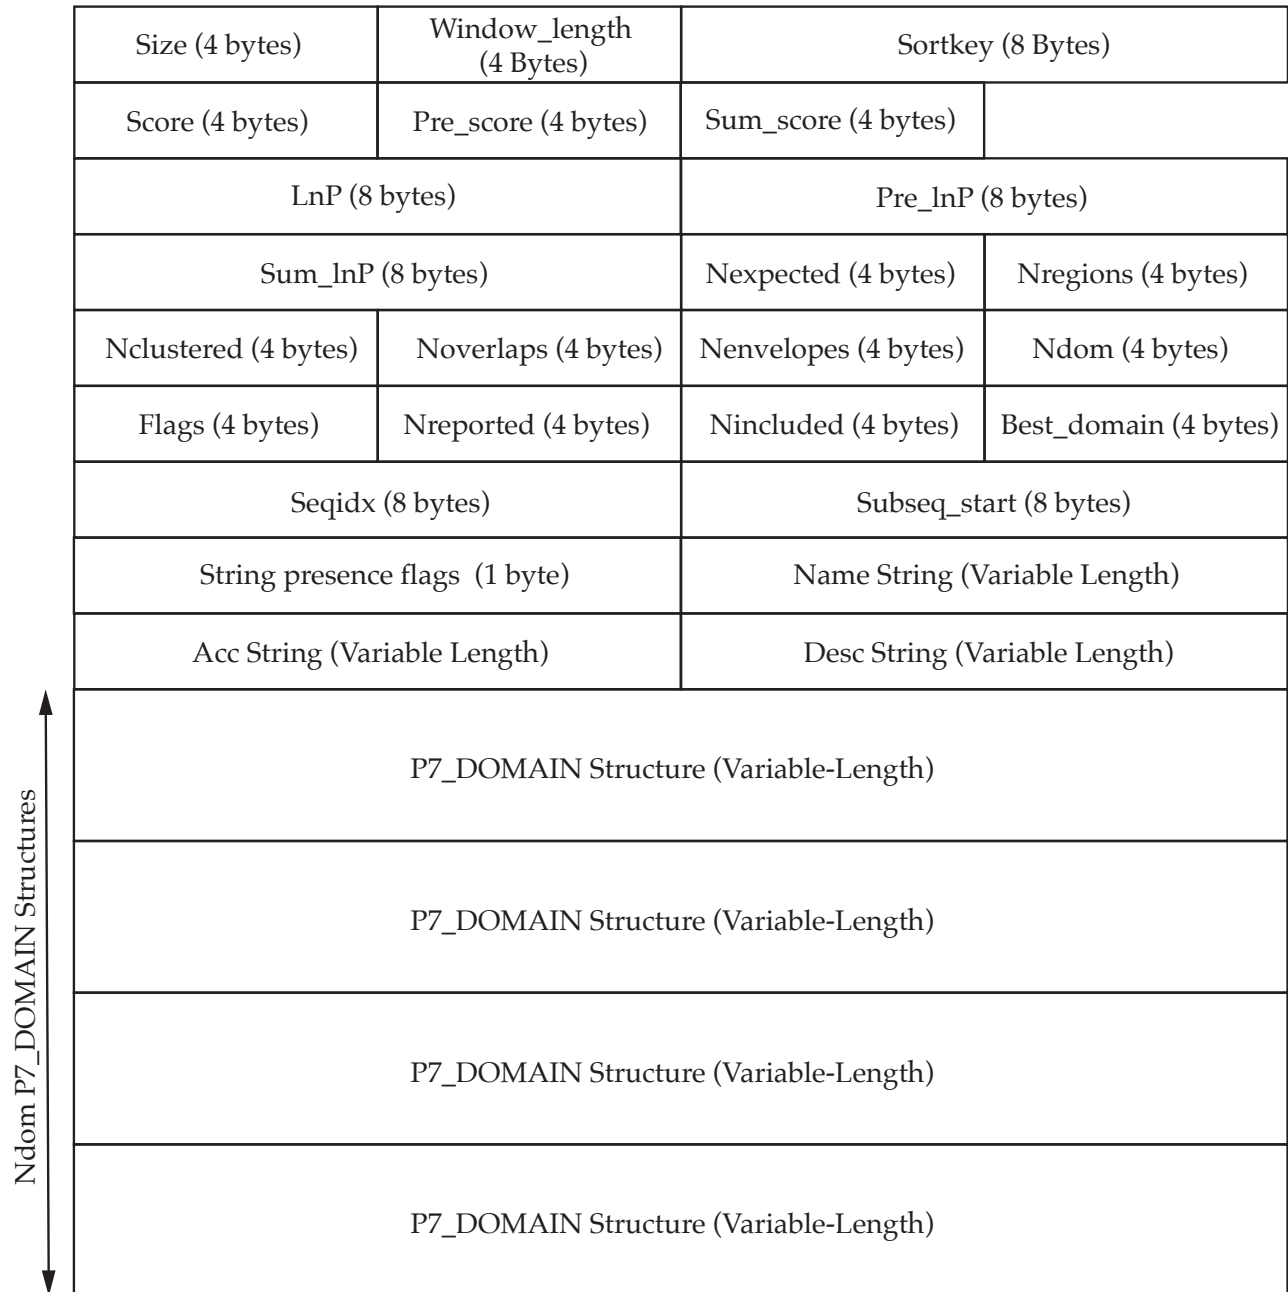 Size (4 bytes)
Window_length
(4 Bytes)
Sortkey (8 Bytes)
Score (4 bytes)
Pre_score (4 bytes)
Sum_score (4 bytes)
LnP (8 bytes)
Pre_lnP (8 bytes)
Sum_lnP (8 bytes)
Nexpected (4 bytes)
Nregions (4 bytes)
Nclustered (4 bytes)
Noverlaps (4 bytes)
Nenvelopes (4 bytes)
Ndom (4 bytes)
Flags (4 bytes)
Nreported (4 bytes)
Nincluded (4 bytes)
Best_domain (4 bytes)
Seqidx (8 bytes)
Subseq_start (8 bytes)
String presence flags (1 byte)
Name String (Variable Length)
Acc String (Variable Length)
Desc String (Variable Length)
Ndom P7_DOMAIN Structures
P7_DOMAIN Structure (Variable-Length)
P7_DOMAIN Structure (Variable-Length)
P7_DOMAIN Structure (Variable-Length)
P7_DOMAIN Structure (Variable-Length)